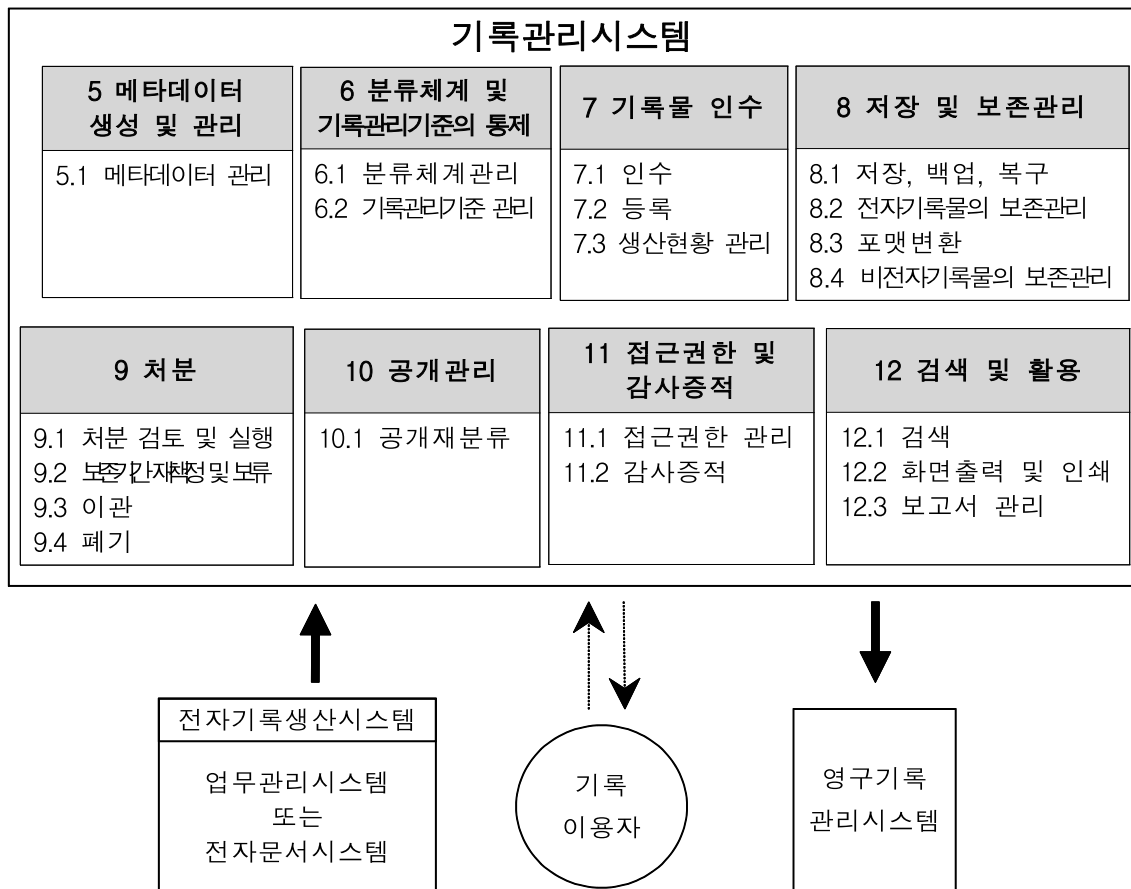 기록관리시스템
5 메타데이터
생성 및 관리
5.1 메타데이터 관리
6 분류체계 및
기록관리기준의 통제
6.1 분류체계관리
6.2 기록관리기준 관리
7 기록물 인수
7.1 인수
7.2 등록
7.3 생산현황 관리
8 저장 및 보존관리
8.1 저장, 백업, 복구
8.2 전자기록물의 보존관리
8.3 포맷변환
8.4 비전자기록물의 보존관리
9 처분
9.1 처분 검토 및 실행
9.2 보존기간재책정 및 보류
9.3 이관
9.4 폐기
10 공개관리
10.1 공개재분류
11 접근권한 및
감사증적
11.1 접근권한 관리
11.2 감사증적
12 검색 및 활용
12.1 검색
12.2 화면출력 및 인쇄
12.3 보고서 관리
전자기록생산시스템
업무관리시스템
또는
전자문서시스템
기록
이용자
영구기록
관리시스템